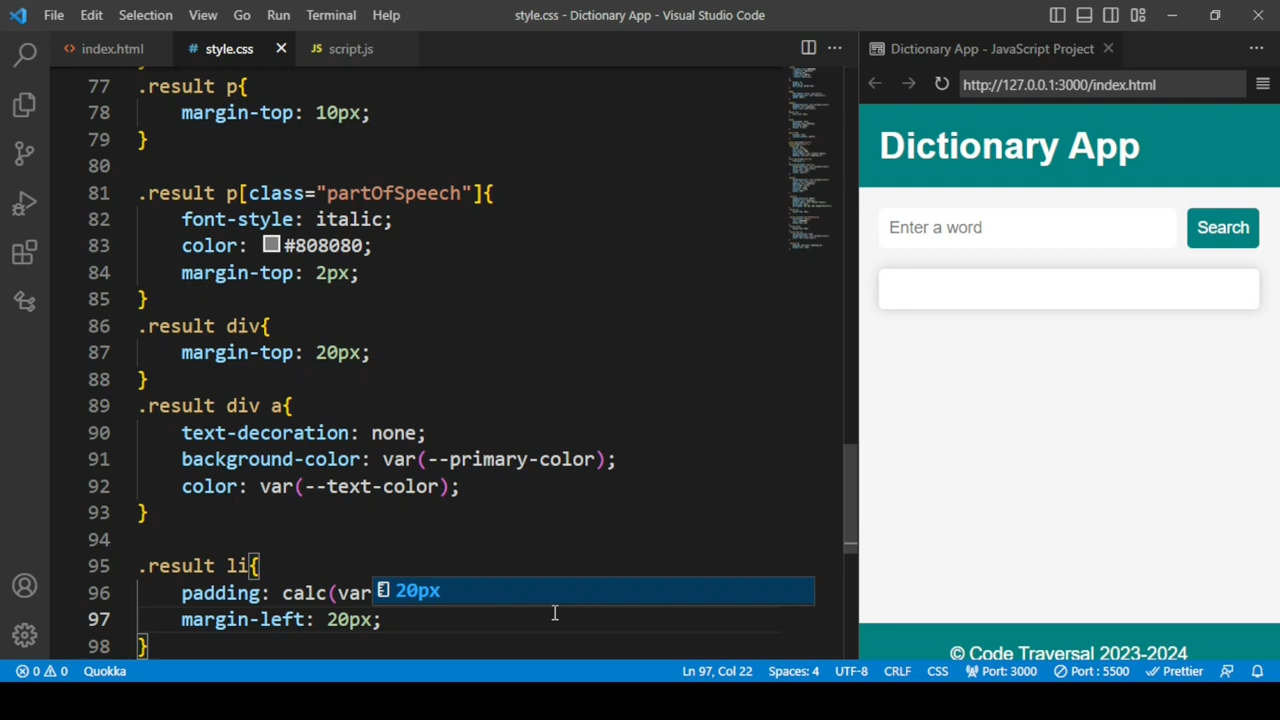 File Edit Selection View Go Run Terminal Help style.css - Dictionary App - Visual Studio Code
index.html # style.css JS script.js
Dictionary App - JavaScript Project
http://127.0.0.1:3000/index.html
77 .result p{
78 margin-top: 10px;
79 }
80
81 .result p[class="partOfSpeech"]{
82 font-style: italic;
83 color: #808080;
84 margin-top: 2px;
85 }
86 .result div{
87 margin-top: 20px;
88 }
89 .result div a{
90 text-decoration: none;
91 background-color: var(--primary-color);
92 color: var(--text-color);
93 }
94
95 .result li{
96 padding: calc(var
20px
97 margin-left: 20px;
98 }
Dictionary App
Enter a word
Search
© Code Traversal 2023-2024
0 0 Quokka Ln 97, Col 22 Spaces: 4 UTF-8 CRLF CSS Port: 3000 Port : 5500 Prettier